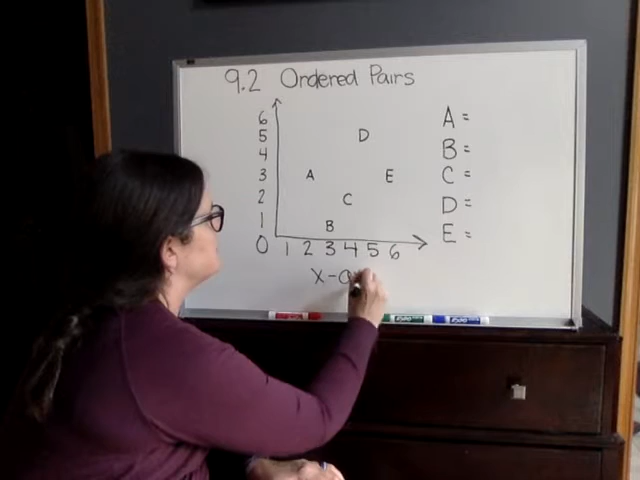 9.2 Ordered Pairs
6
5 D
4
3 A E
2 C
1 B
0 1 2 3 4 5 6
x-a
A =
B =
C =
D =
E =